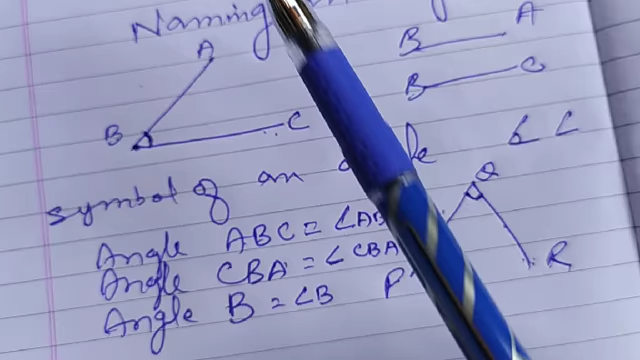 Naming
A
B
C
B A
B C
symbol of an ∠ ∠
Angle ABC = ∠AB
Angle CBA = ∠CBA
Angle B = ∠B
Q
P
R